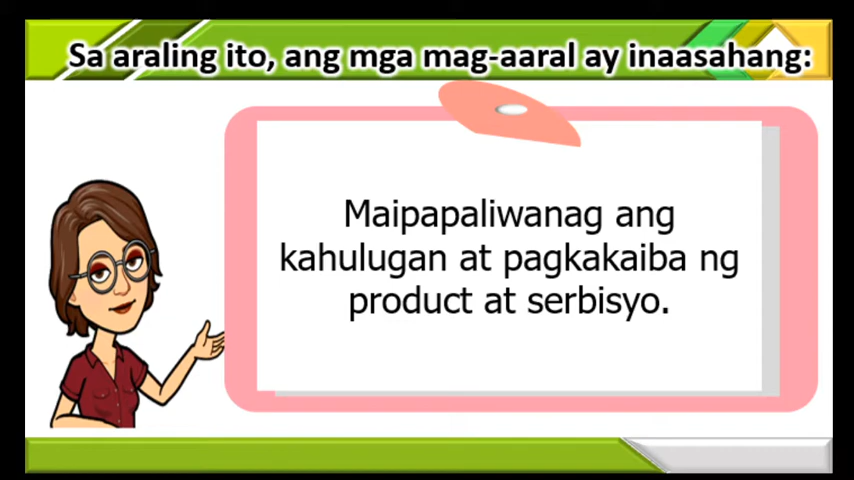 Sa araling ito, ang mga mag-aaral ay inaasahang:
Maipapaliwanag ang
kahulugan at pagkakaiba ng
product at serbisyo.